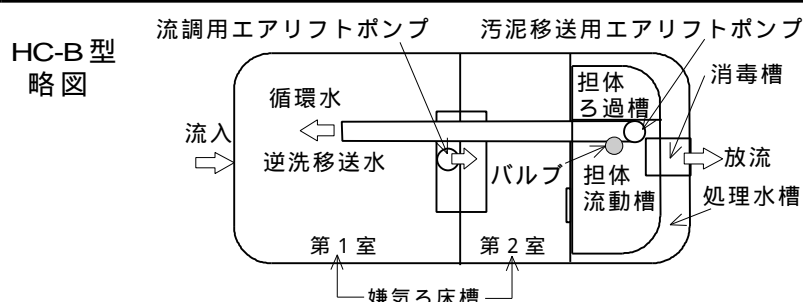 HC-B型
略図
流調用エアリフトポンプ
汚泥移送用エアリフトポンプ
消毒槽
担体
ろ過槽
循環水
流入
逆洗移送水
バルブ
担体
流動槽
放流
処理水槽
第1室
第2室
嫌気ろ床槽